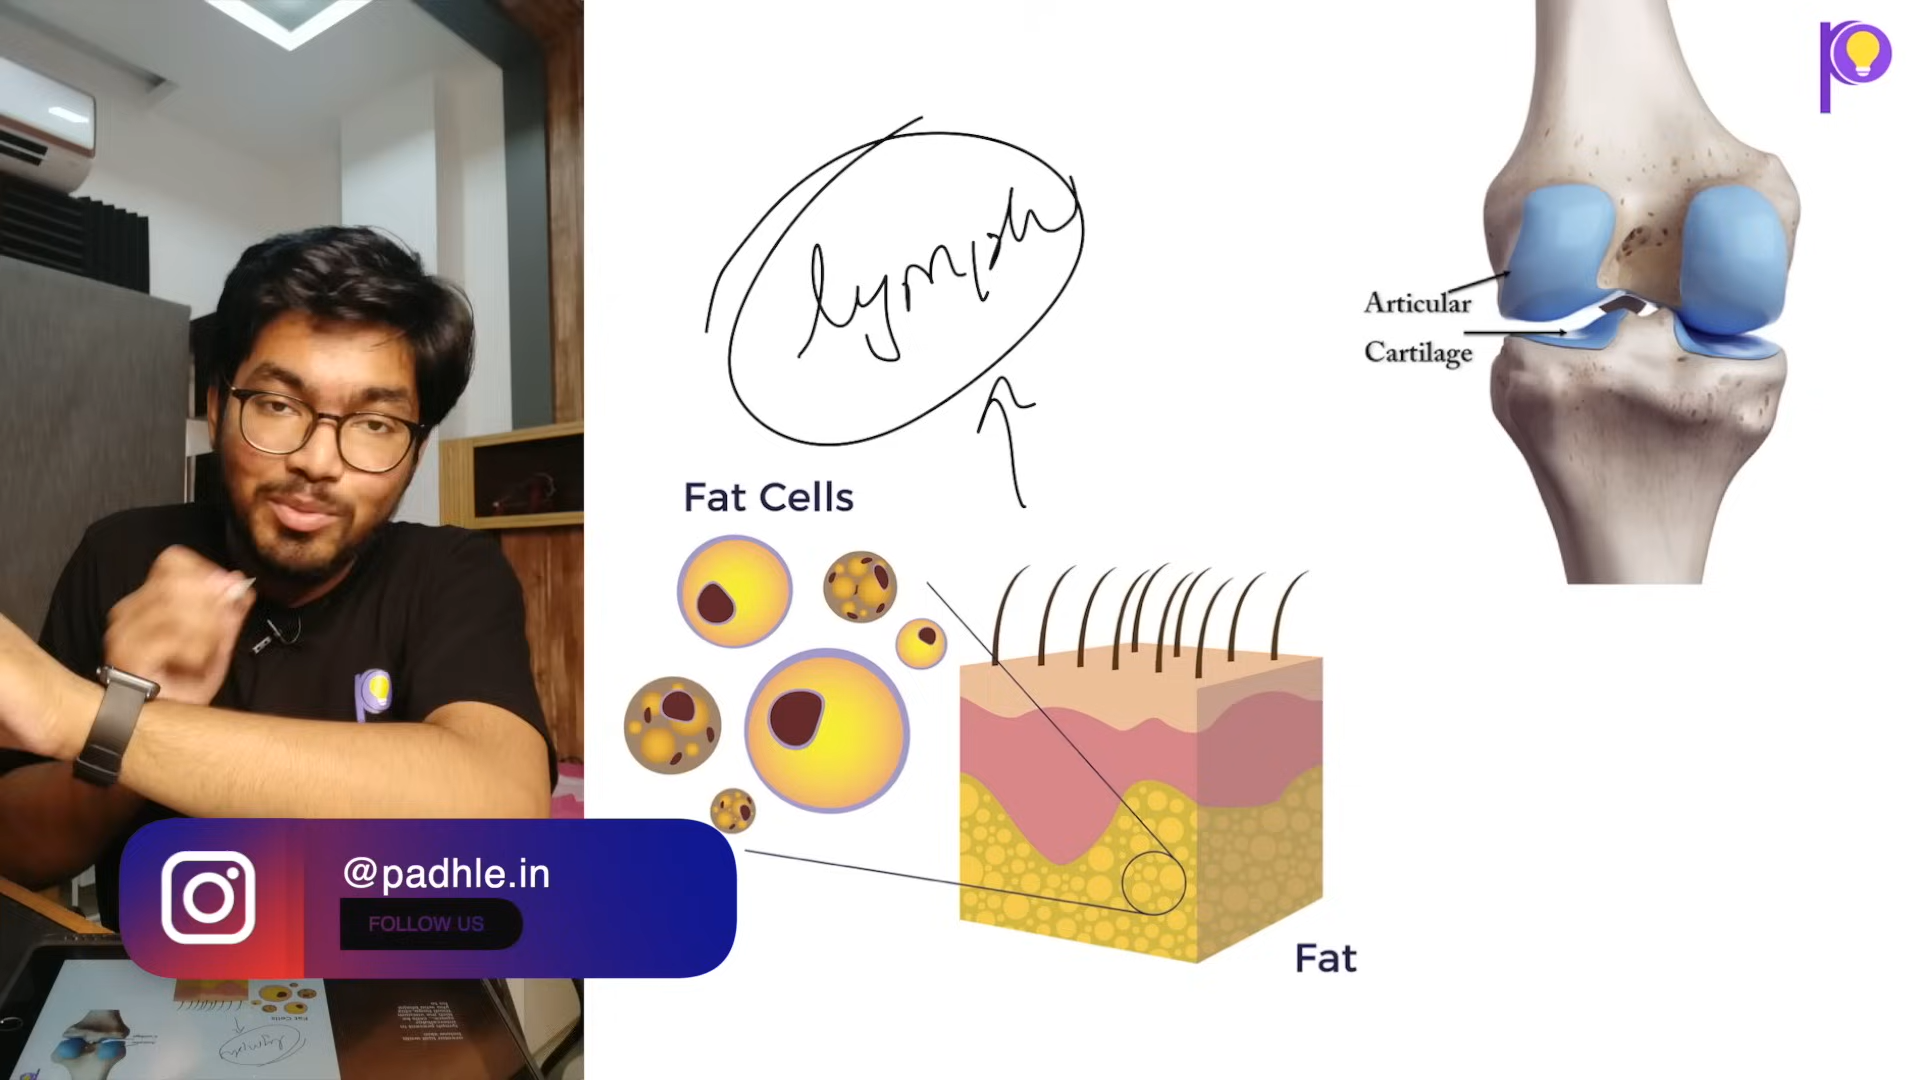 lymph
Articular
Cartilage
Fat Cells
Fat
@padhle.in
FOLLOW US